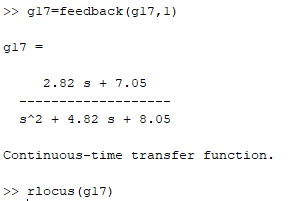 >> g17=feedback(g17,1)
g17 =
2.82 s + 7.05
-------------------
s^2 + 4.82 s + 8.05
Continuous-time transfer function.
>> rlocus(g17)